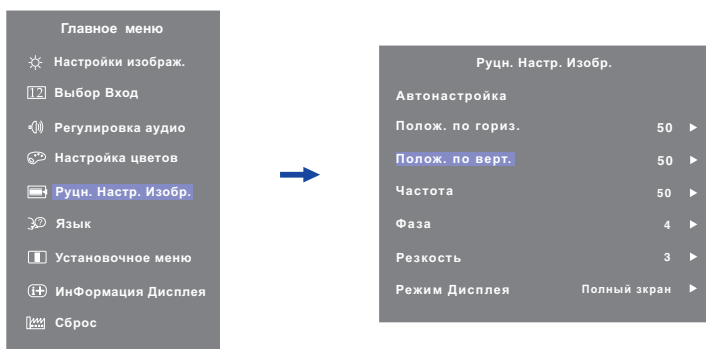 Главное меню
Настройки изображ.
12 Выбор Вход
Регулировка аудио
Настройка цветов
Руцн. Настр. Изобр.
Язык
Установочное меню
i+ ИнФормация Дисплея
Сброс
Руцн. Настр. Изобр.
Автонастройка
Полож. по гориз. 50
Полож. по верт. 50
Частота 50
Фаза 4
Резкость 3
Режим Дисплея Полный зкран